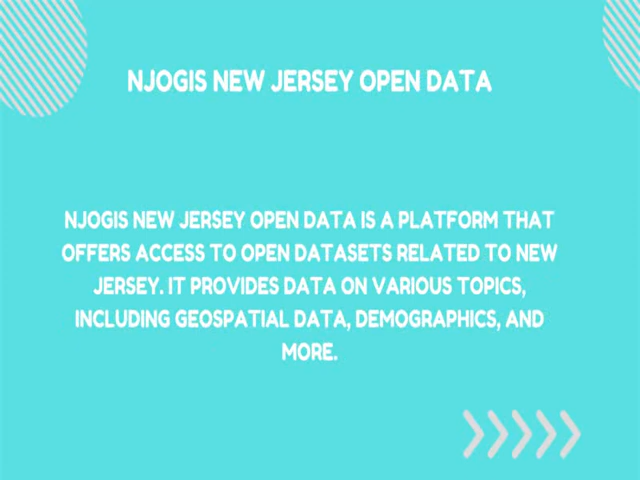 NJOGIS NEW JERSEY OPEN DATA
NJOGIS NEW JERSEY OPEN DATA IS A PLATFORM THAT
OFFERS ACCESS TO OPEN DATASETS RELATED TO NEW
JERSEY. IT PROVIDES DATA ON VARIOUS TOPICS,
INCLUDING GEOSPATIAL DATA, DEMOGRAPHICS, AND
MORE.